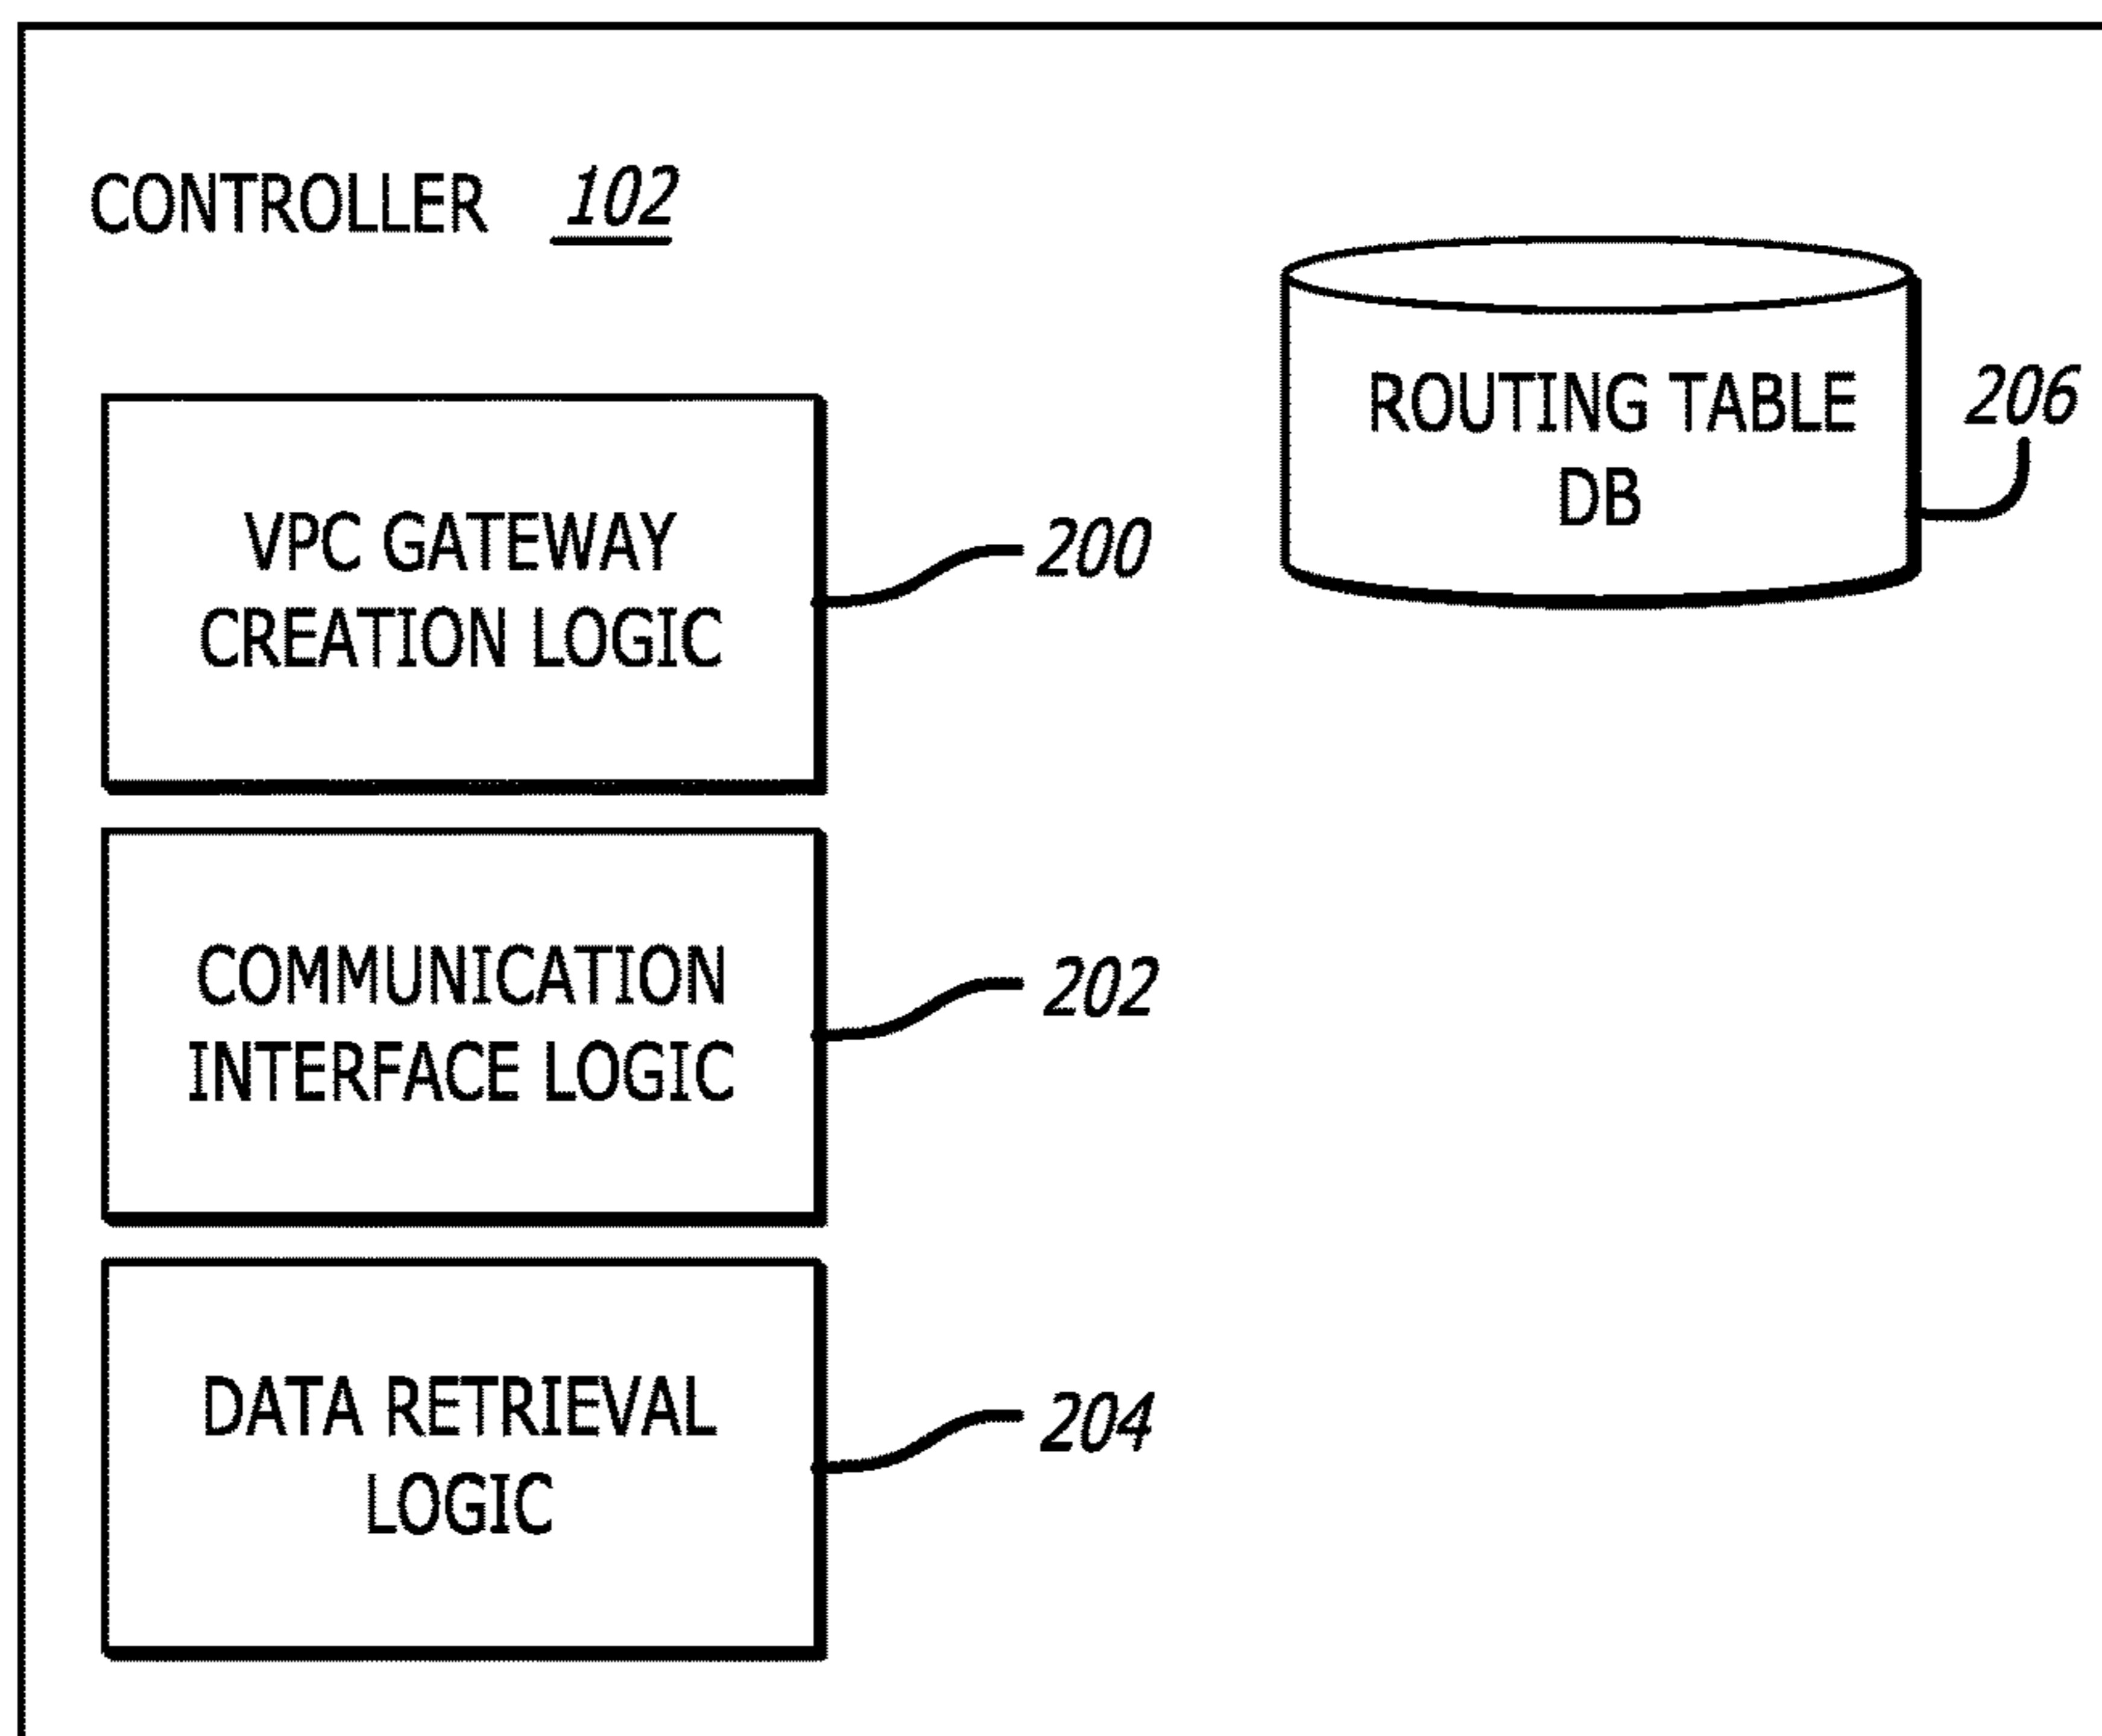 CONTROLLER 102
ROUTING TABLE
DB
206
VPC GATEWAY
CREATION LOGIC
200
COMMUNICATION
INTERFACE LOGIC
202
DATA RETRIEVAL
LOGIC
204